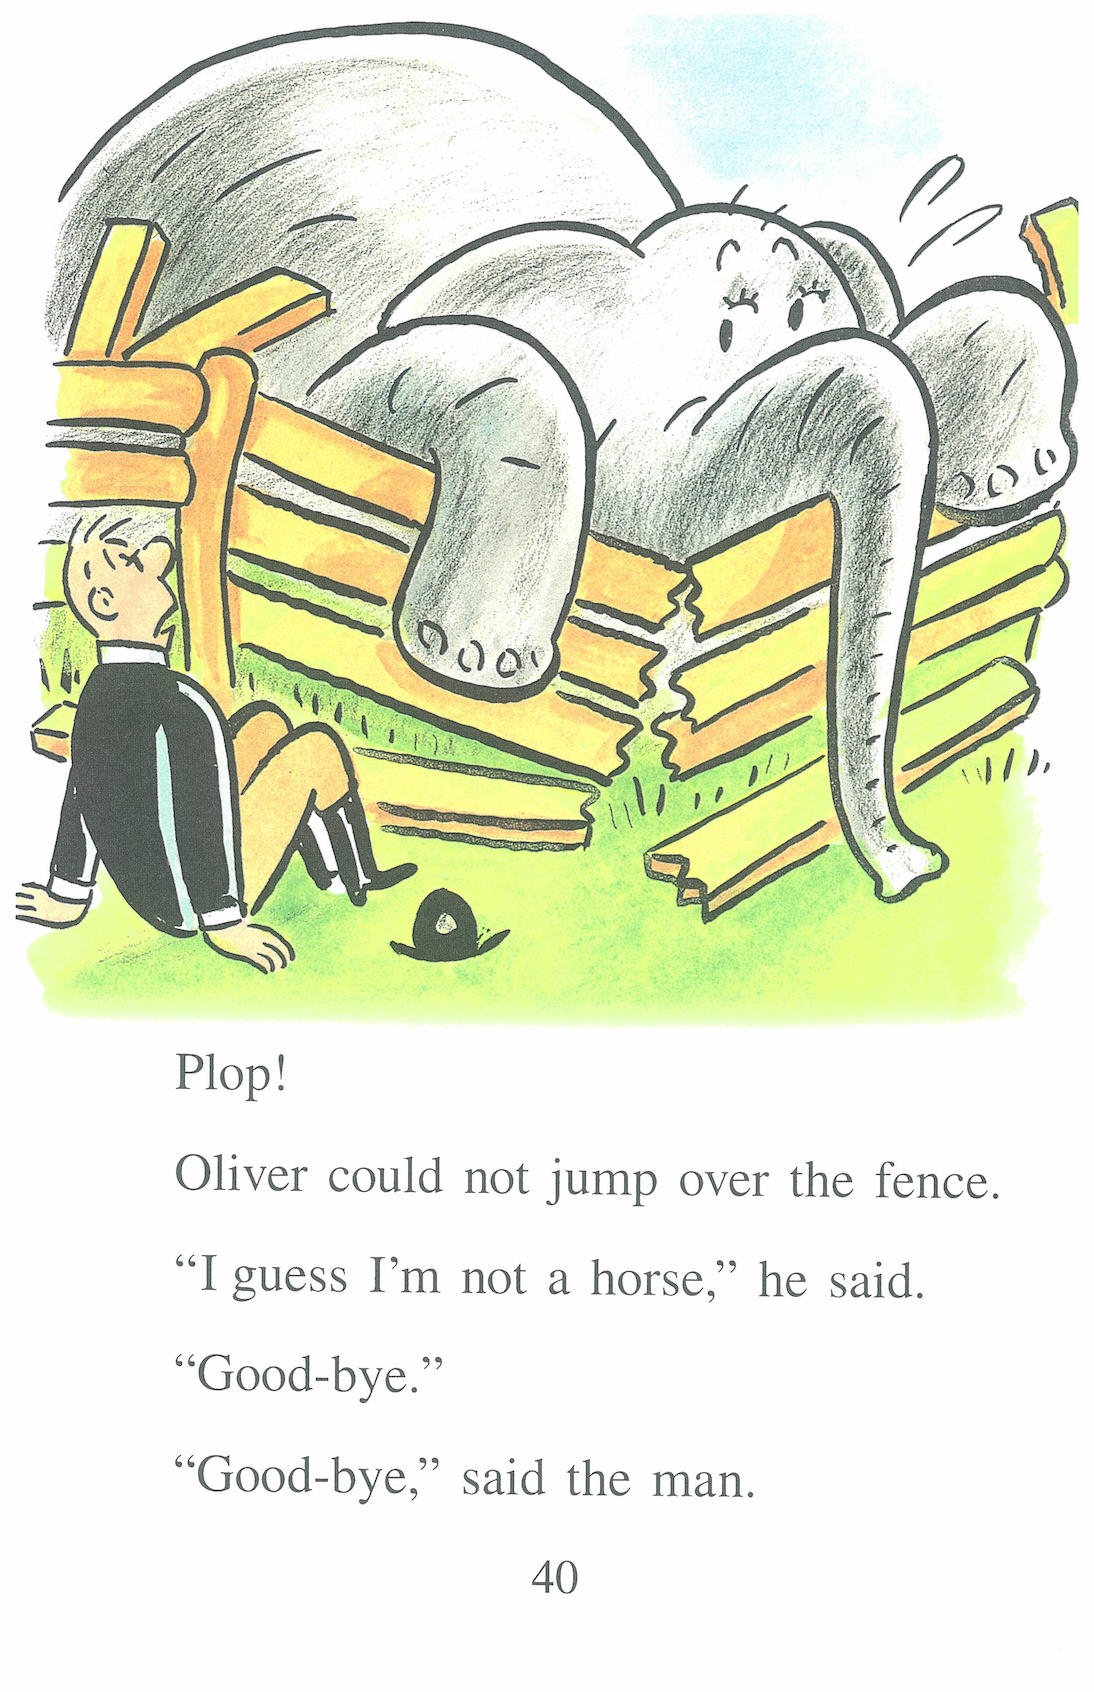 Plop!
Oliver could not jump over the fence.
“I guess I’m not a horse,” he said.
“Good-bye.”
“Good-bye,” said the man.
40